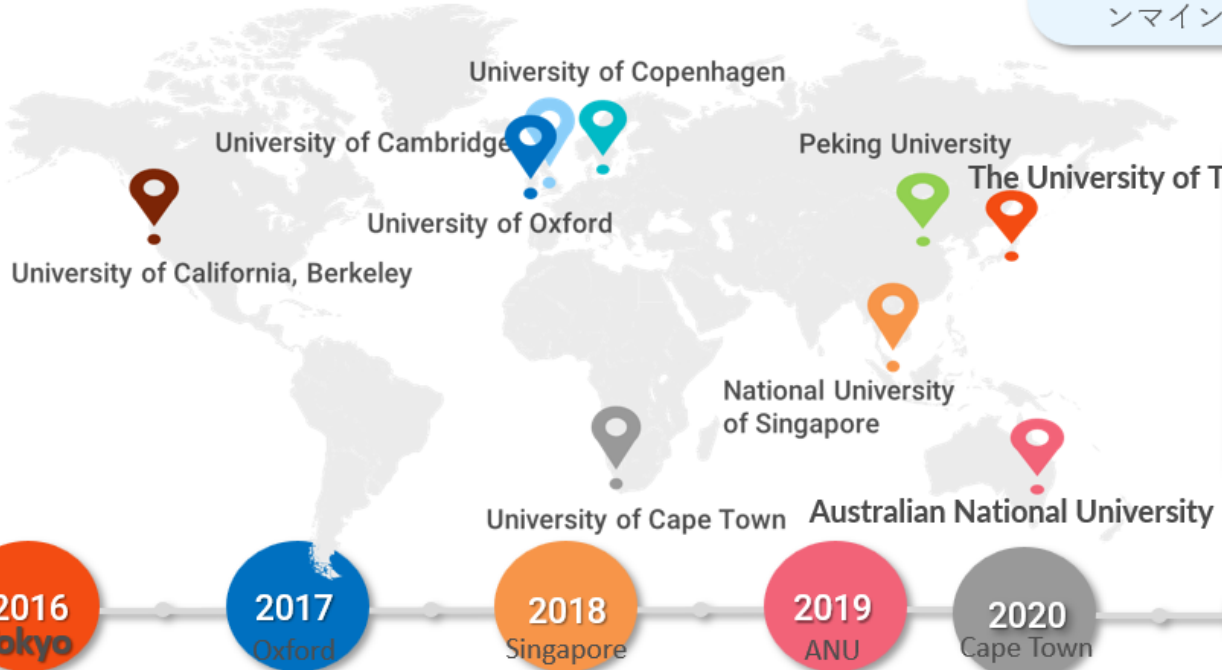 ンマイン
University of Copenhagen
University of Cambridge
Peking University
The University of T
University of Oxford
University of California, Berkeley
National University
of Singapore
University of Cape Town
Australian National University
2016
okyo
2017
Oxford
2018
Singapore
2019
ANU
2020
Cape Town